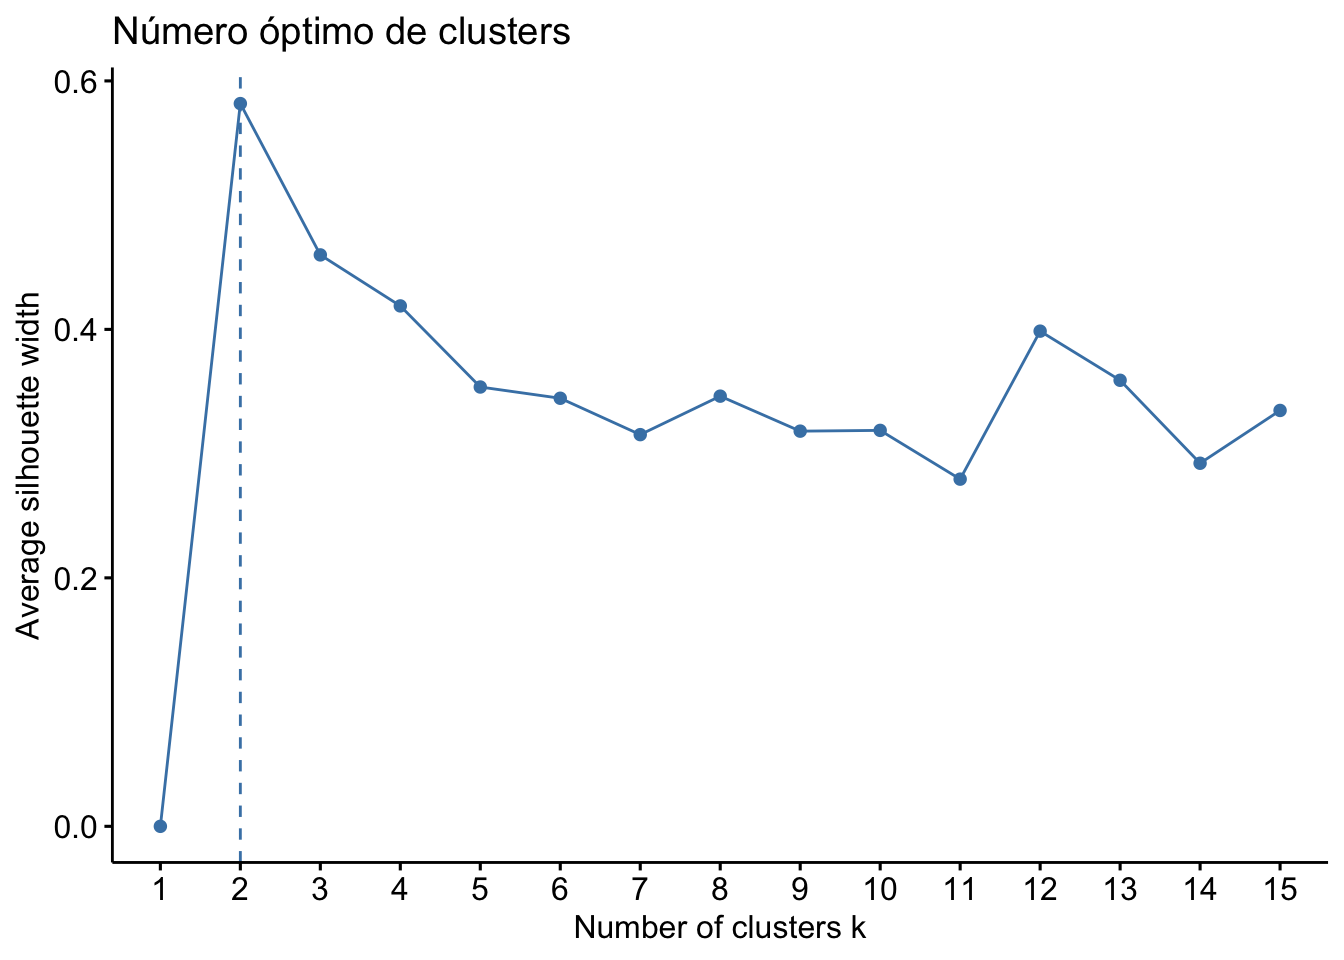 Número óptimo de clusters
Average silhouette width
0.6
0.4
0.2
0.0
1 2 3 4 5 6 7 8 9 10 11 12 13 14 15
Number of clusters k